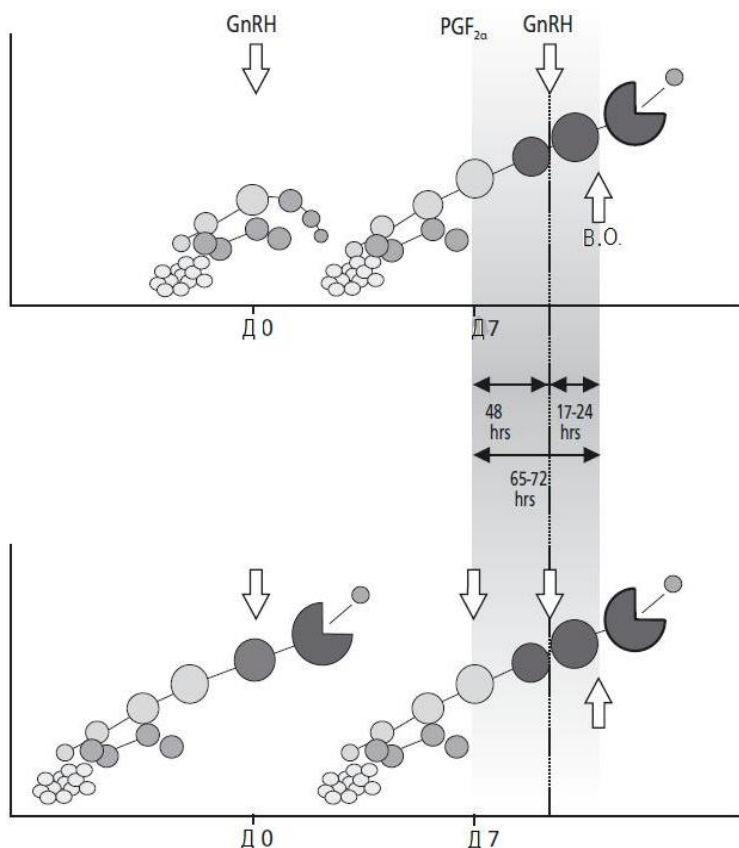 GnRH
PGF2α
GnRH
B.O.
Д 0
Д 7
48
hrs
17-24
hrs
65-72
hrs
Д 0
Д 7